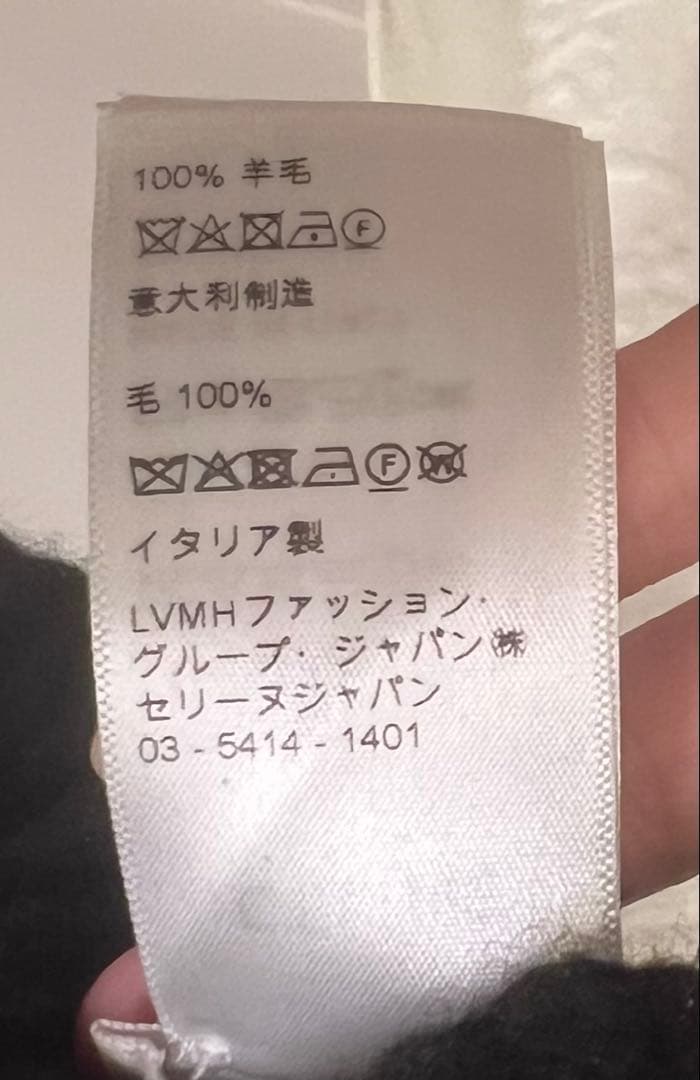 100% 羊毛
F
意大利制造
毛 100%
F W
イタリア製
LVMHファッション·
グループ· ジャパン㈱
セリーヌジャパン
03 - 5414 - 1401